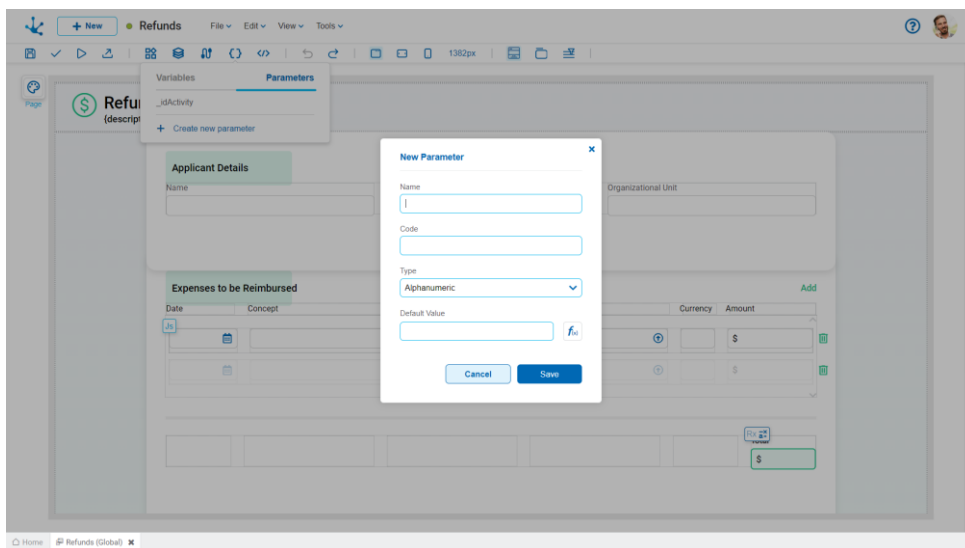 + New
Refunds
File
Edit
View
Tools
?
1382px
Page
Variables
Parameters
_idActivity
+ Create new parameter
$
Refu
{descript
Applicant Details
Name
Organizational Unit
New Parameter
Name
Code
Type
Alphanumeric
Default Value
Cancel
Save
Expenses to be Reimbursed
Add
Date
Concept
Currency
Amount
Js
$
$
Rx
$
Home
Refunds (Global)